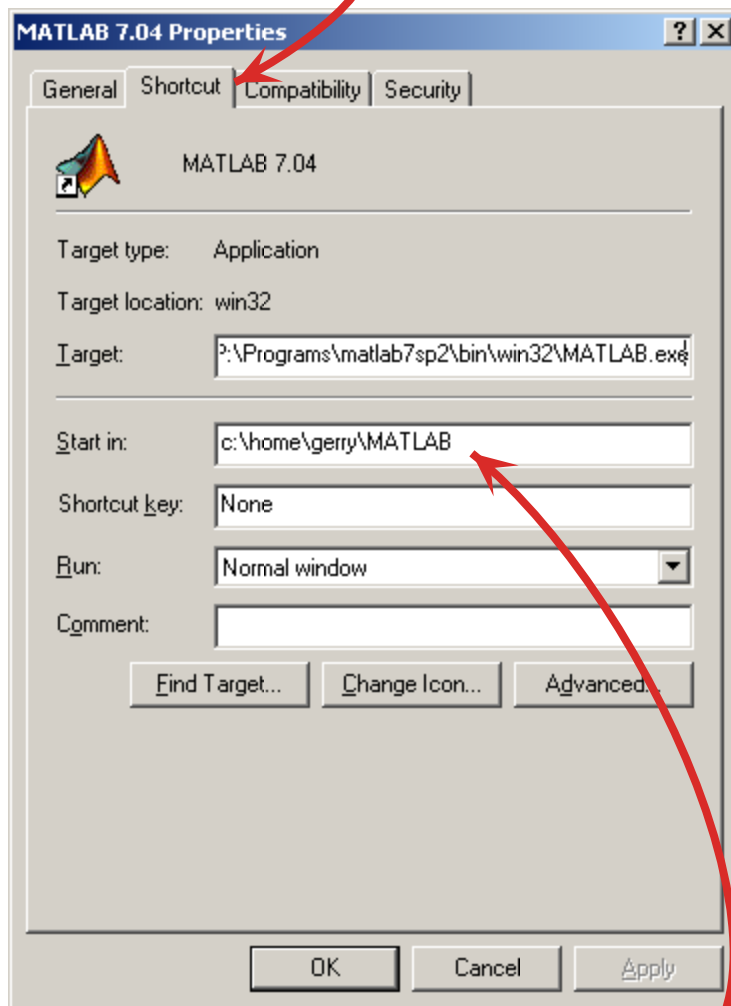 MATLAB 7.04 Properties
General Shortcut Compatibility Security
MATLAB 7.04
Target type: Application
Target location: win32
Target: P:\Programs\matlab7sp2\bin\win32\MATLAB.exe
Start in: c:\home\gerry\MATLAB
Shortcut key: None
Run: Normal window
Comment:
Find Target... Change Icon... Advanced...
OK Cancel Apply